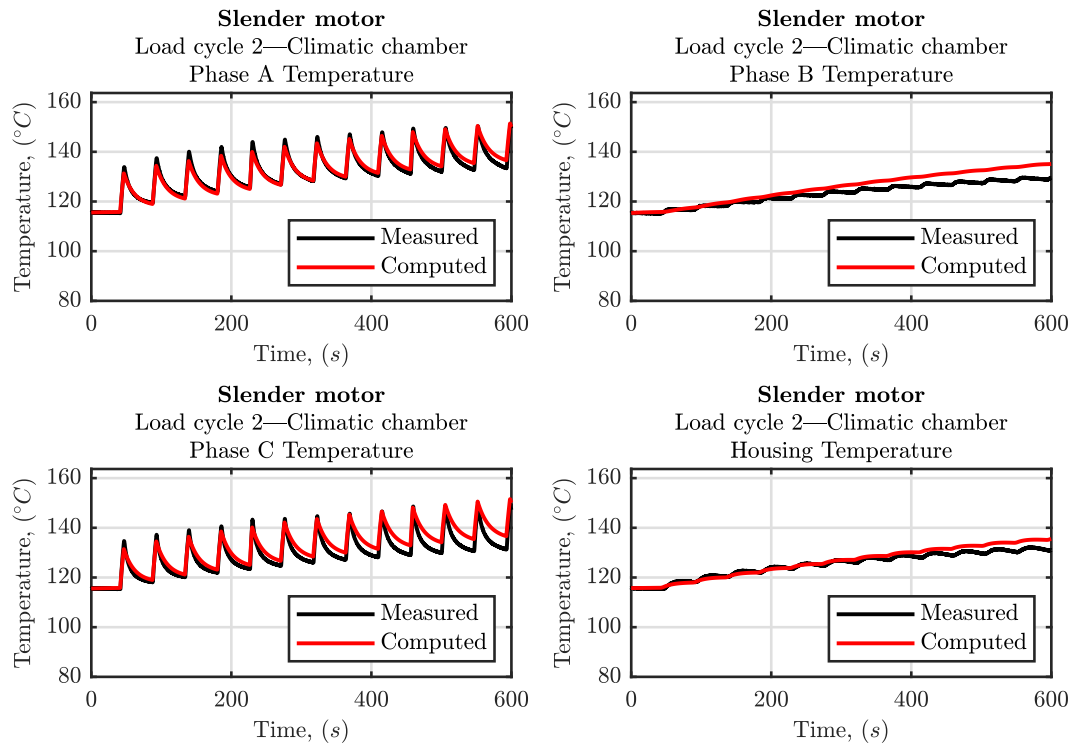 Slender motor
Load cycle 2—Climatic chamber
Phase A Temperature
Temperature, (°C)
160
140
120
100
80
Measured
Computed
0
200
400
600
Time, (s)
Slender motor
Load cycle 2—Climatic chamber
Phase B Temperature
Temperature, (°C)
160
140
120
100
80
Measured
Computed
0
200
400
600
Time, (s)
Slender motor
Load cycle 2—Climatic chamber
Phase C Temperature
Temperature, (°C)
160
140
120
100
80
Measured
Computed
0
200
400
600
Time, (s)
Slender motor
Load cycle 2—Climatic chamber
Housing Temperature
Temperature, (°C)
160
140
120
100
80
Measured
Computed
0
200
400
600
Time, (s)